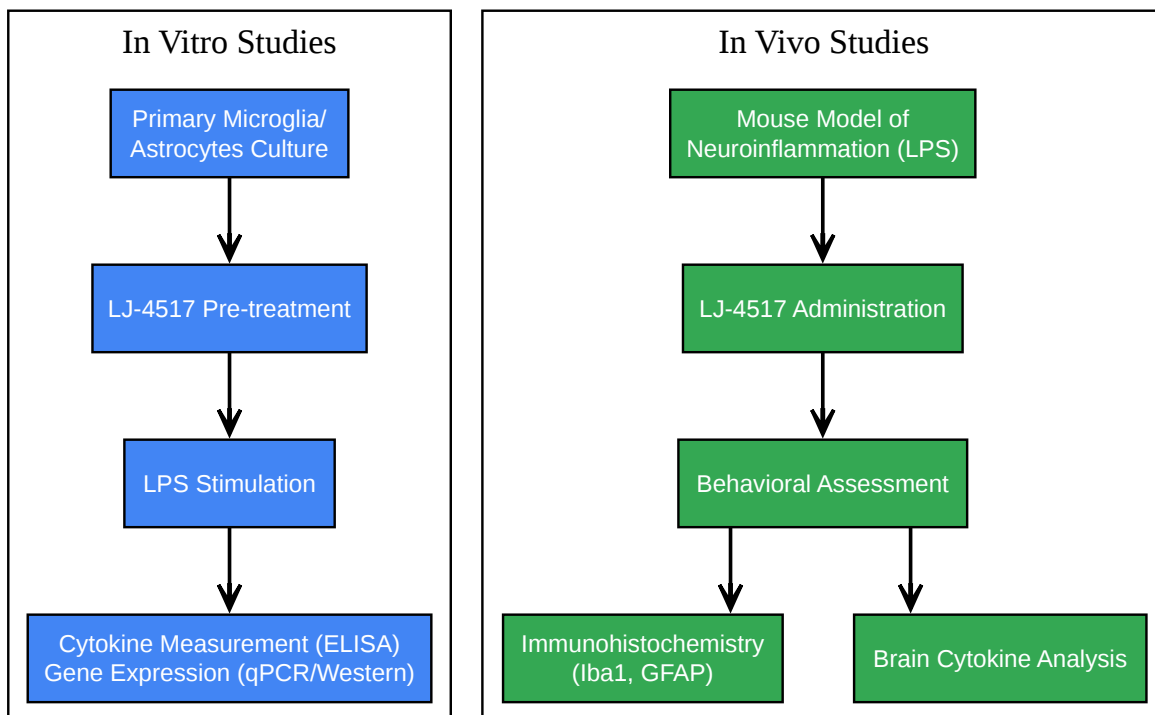 In Vitro Studies
Primary Microglia/
Astrocytes Culture
LJ-4517 Pre-treatment
LPS Stimulation
Cytokine Measurement (ELISA)
Gene Expression (qPCR/Western)
In Vivo Studies
Mouse Model of
Neuroinflammation (LPS)
LJ-4517 Administration
Behavioral Assessment
Immunohistochemistry
(Iba1, GFAP)
Brain Cytokine Analysis